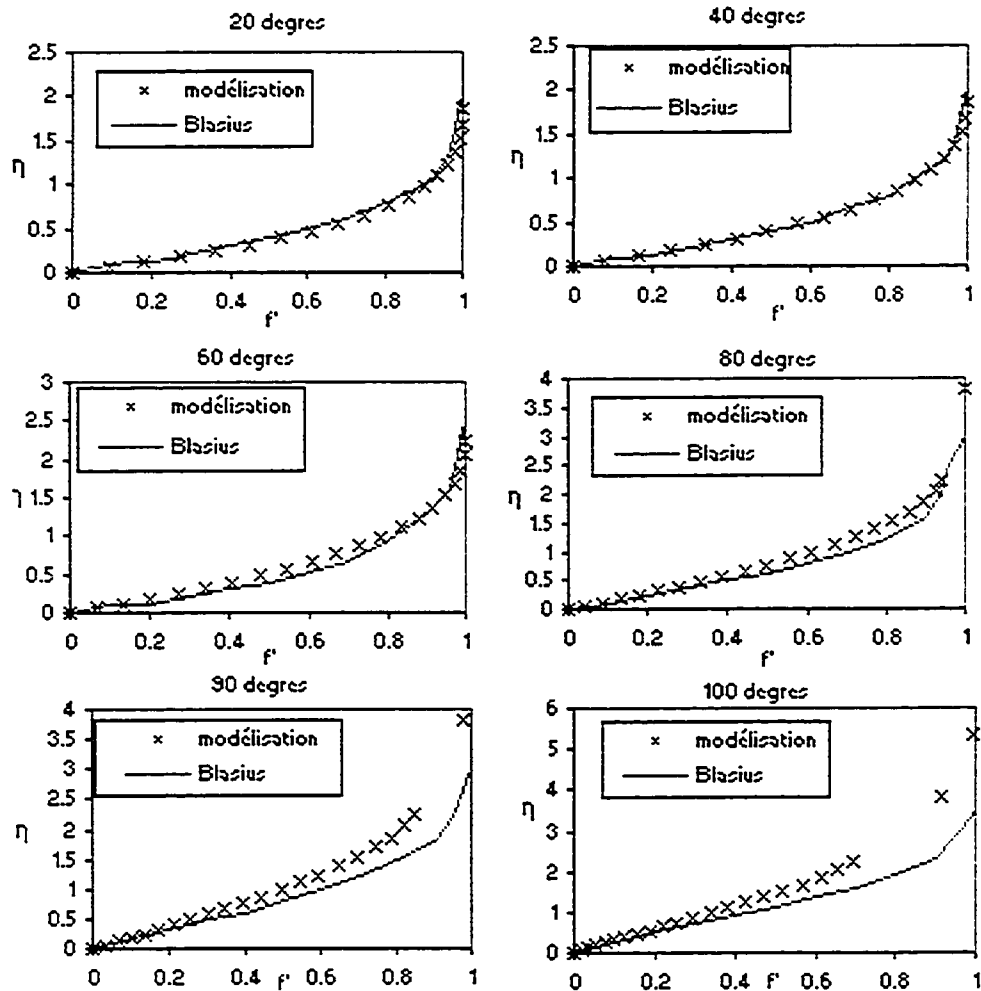 20 degres
2.5
2
1.5
η
1
0.5
0
× modélisation
Blasius
0 0.2 0.4 0.6 0.8 1
f'
40 degres
2.5
2
1.5
η
1
0.5
0
× modélisation
Blasius
0 0.2 0.4 0.6 0.8 1
f'
60 degres
3
2.5
2
1.5
1
0.5
0
× modélisation
Blasius
0 0.2 0.4 0.6 0.8 1
f'
80 degres
4
3.5
3
2.5
η
2
1.5
1
0.5
0
× modélisation
Blasius
0 0.2 0.4 0.6 0.8 1
f'
90 degres
4
3.5
3
2.5
η
2
1.5
1
0.5
0
× modélisation
Blasius
0 0.2 0.4 f' 0.6 0.8 1
100 degres
6
5
4
η
3
2
1
0
× modélisation
Blasius
0 0.2 0.4 f' 0.6 0.8 1